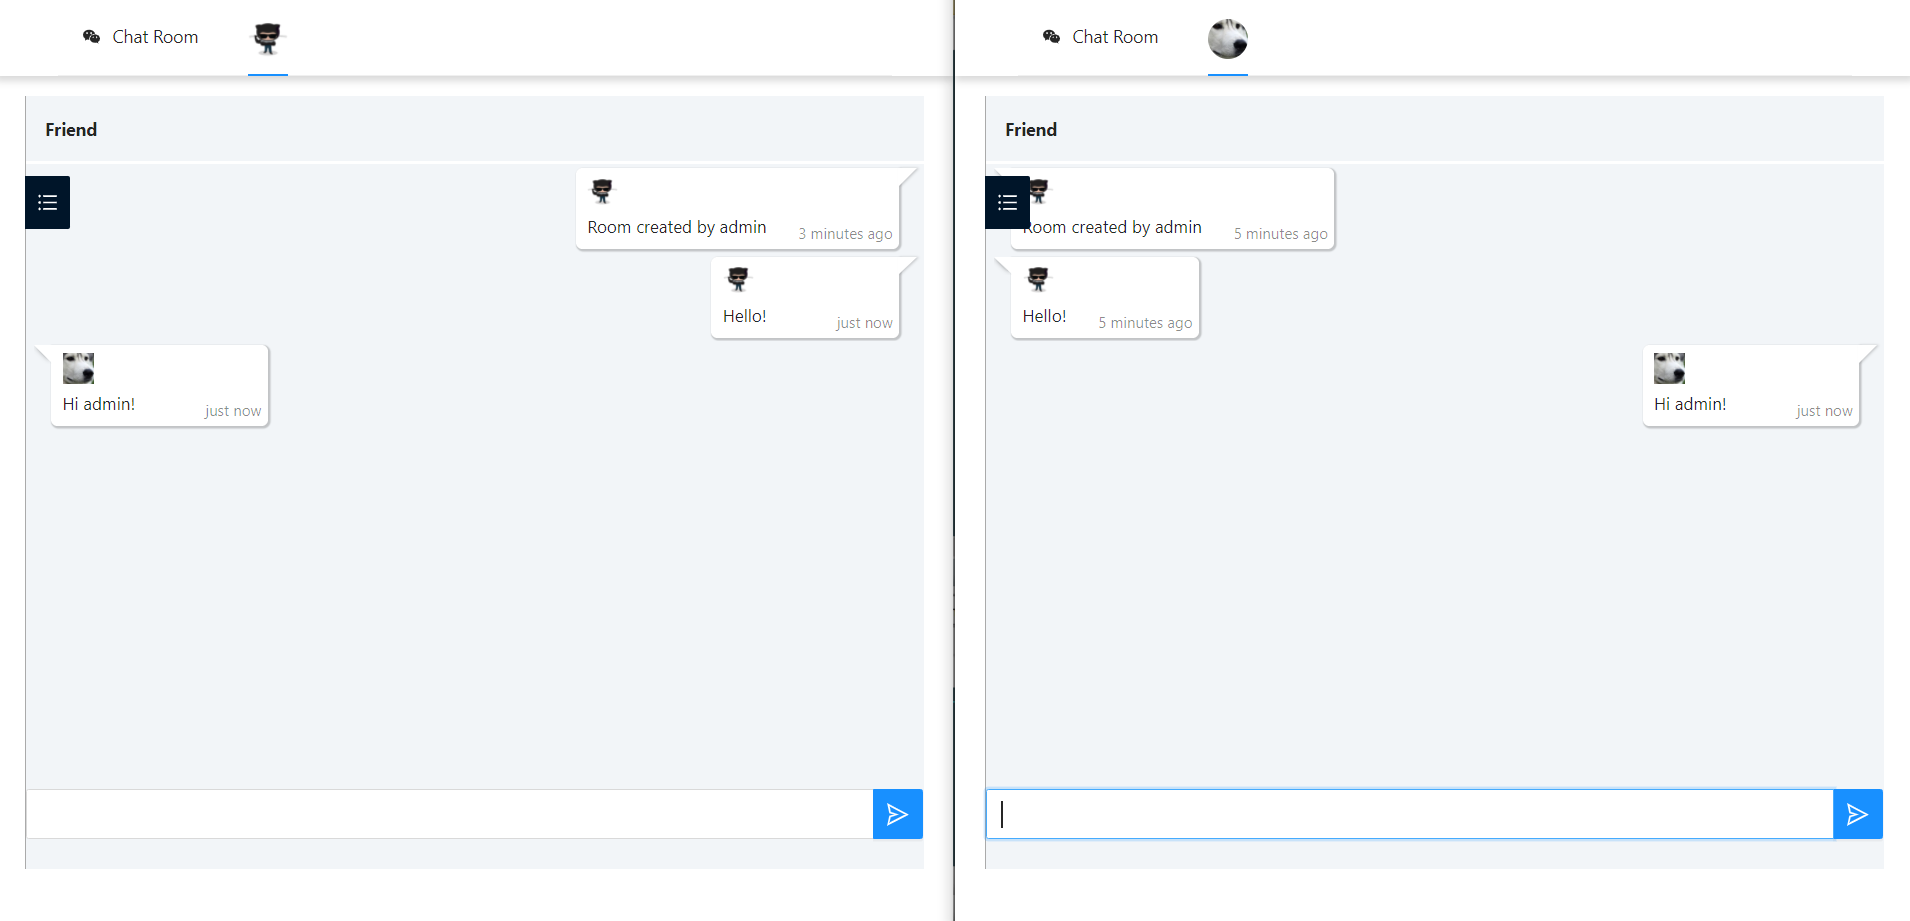 Chat Room
Friend
Room created by admin
3 minutes ago
Hello!
just now
Hi admin!
just now
Chat Room
Friend
Room created by admin
5 minutes ago
Hello!
5 minutes ago
Hi admin!
just now